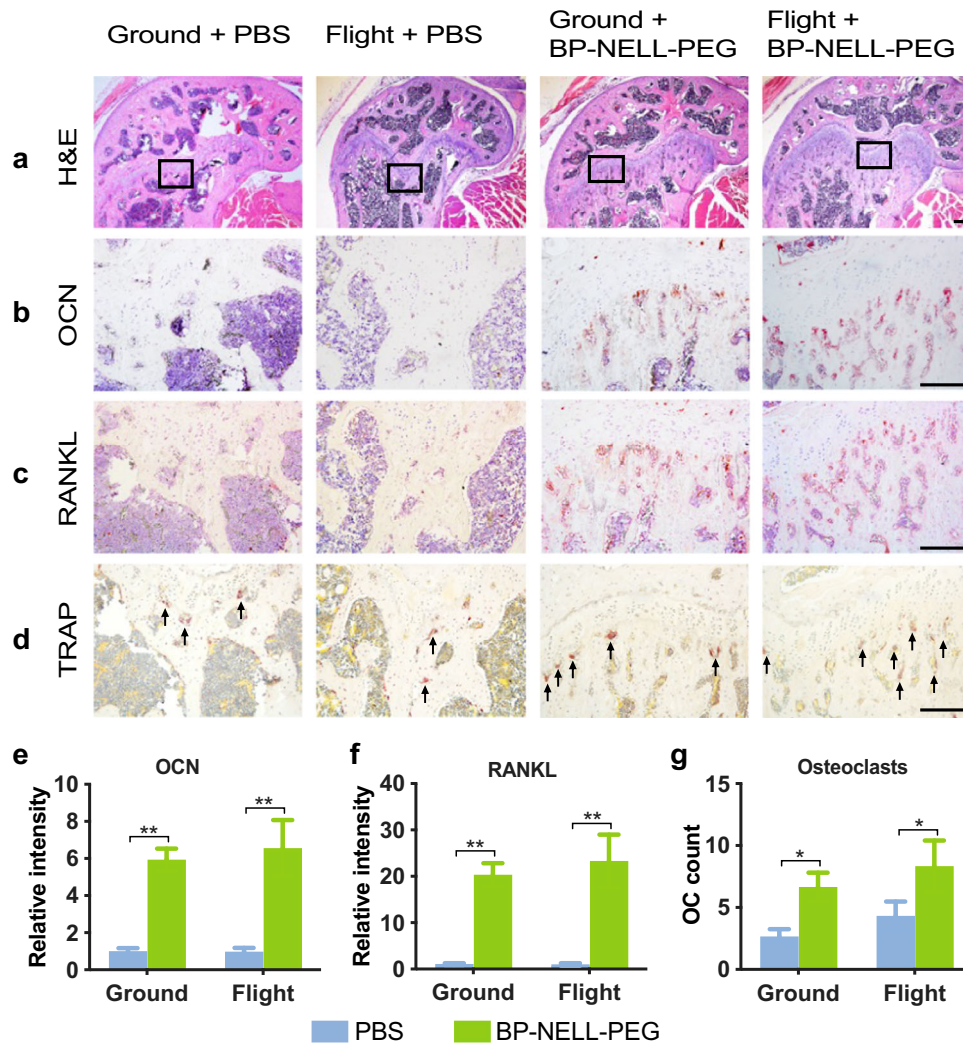 Ground + PBS
Flight + PBS
Ground +
BP-NELL-PEG
Flight +
BP-NELL-PEG
a
H&E
b
OCN
c
RANKL
d
TRAP
e
OCN
Relative intensity
10
8
6
4
2
0
**
**
Ground
Flight
f
RANKL
Relative intensity
40
30
20
10
0
**
**
Ground
Flight
g
Osteoclasts
OC count
15
10
5
0
*
*
Ground
Flight
PBS
BP-NELL-PEG